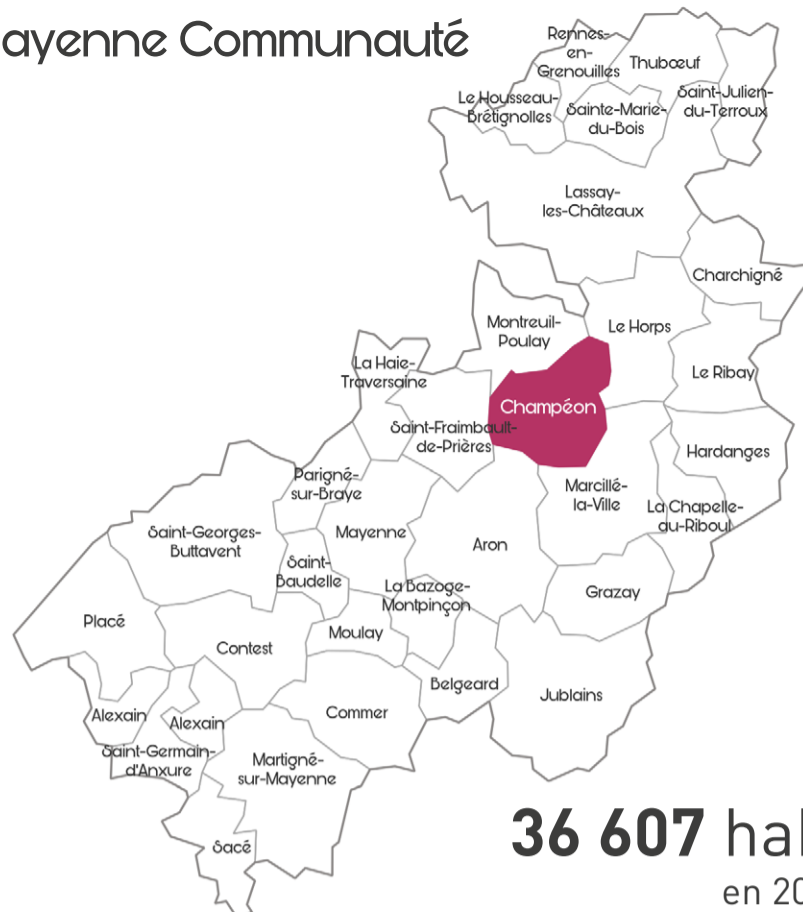 ayenne Communauté
Rennes-
en-
Grenouilles
Thubœuf
Le Housseau-
Brétignolles
Sainte-Marie-
du-Bois
Saint-Julien-
du-Terroux
Lassay-
les-Châteaux
Charchigné
Montreuil-
Poulay
Le Horps
La Haie-
Traversaine
Le Ribay
Champéon
Saint-Fraimbault-
de-Prières
Hardanges
Parigné-
sur-Braye
Marcillé-
la-Ville
La Chapelle-
au-Riboul
Saint-Georges-
Buttavent
Mayenne
Aron
Saint-
Baudelle
La Bazoge-
Montpinçon
Grazay
Placé
Contest
Moulay
Belgeard
Jublains
Alexain
Alexain
Commer
Saint-Germain-
d'Anxure
Martigné-
sur-Mayenne
Sacé
36 607 hal
en 20